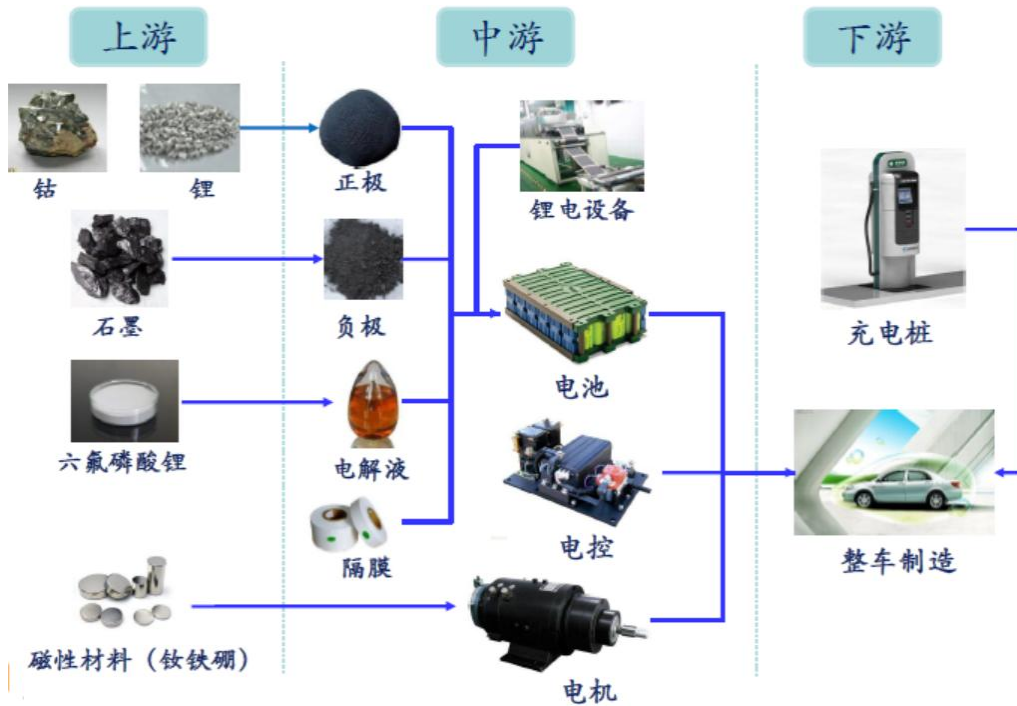 上游
中游
下游
钴
锂
正极
锂电设备
石墨
负极
电池
充电桩
六氟磷酸锂
电解液
电控
整车制造
隔膜
磁性材料（钕铁硼）
电机